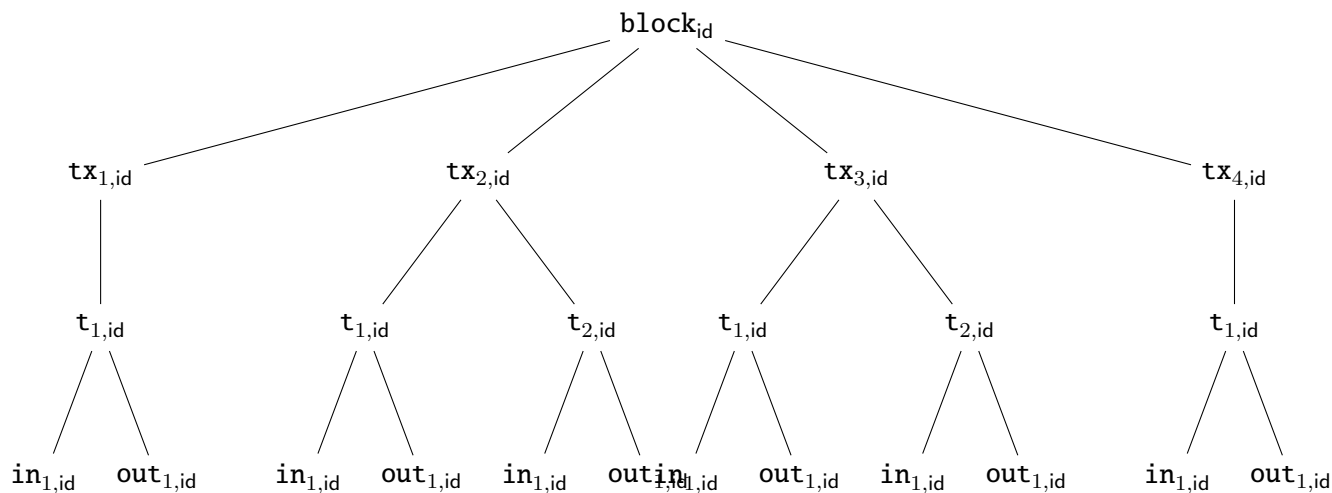 block_id
tx_1,id tx_2,id tx_3,id tx_4,id
t_1,id t_1,id t_2,id t_1,id t_2,id t_1,id
in_1,id out_1,id in_1,id out_1,id in_1,id out_1,id in_1,id out_1,id in_1,id out_1,id in_1,id out_1,id